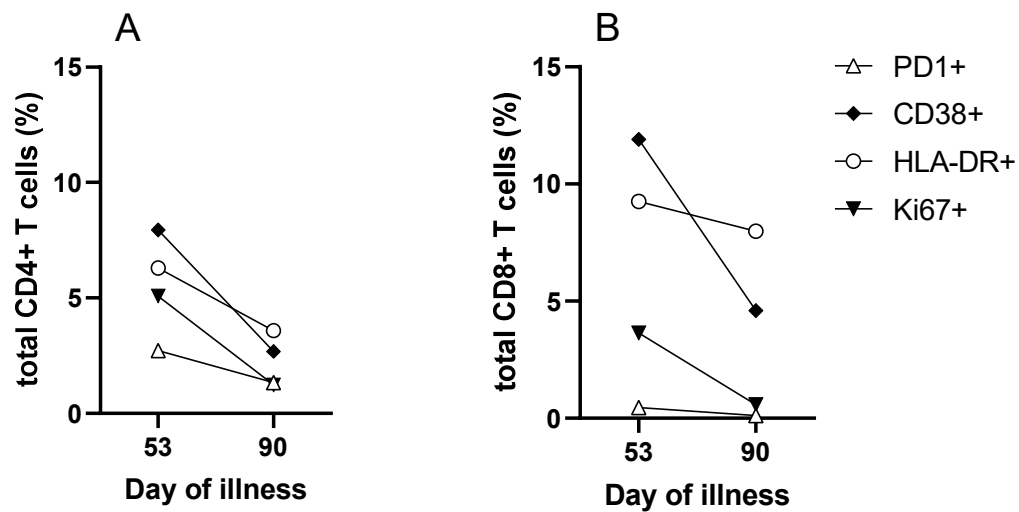 A
total CD4+ T cells (%)
15
10
5
0
53 90
Day of illness
B
total CD8+ T cells (%)
15
10
5
0
53 90
Day of illness
PD1+
CD38+
HLA-DR+
Ki67+